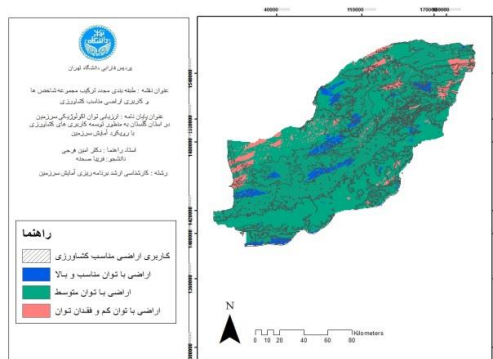 پردیس فارابی دانشگاه تهران
عنوان نقشه : طبقه بندی مجدد ترکیب مجموعه شاخص ها
و کاربری اراضی مناسب کشاورزی
عنوان پایان نامه : ارزیابی توان اکولوژیکی سرزمین
در استان گلستان به منظور توسعه کاربری های کشاورزی
با رویکرد آمایش سرزمین
استاد راهنما : دکتر امین فرجی
دانشجو: فریبا صحنه
رشته : کارشناسی ارشد برنامه ریزی آمایش سرزمین
راهنما
کاربری اراضی مناسب کشاورزی
اراضی با توان مناسب و بالا
اراضی با توان متوسط
اراضی با توان کم و فقدان توان
N
Kilometers
0 10 20 40 60 80